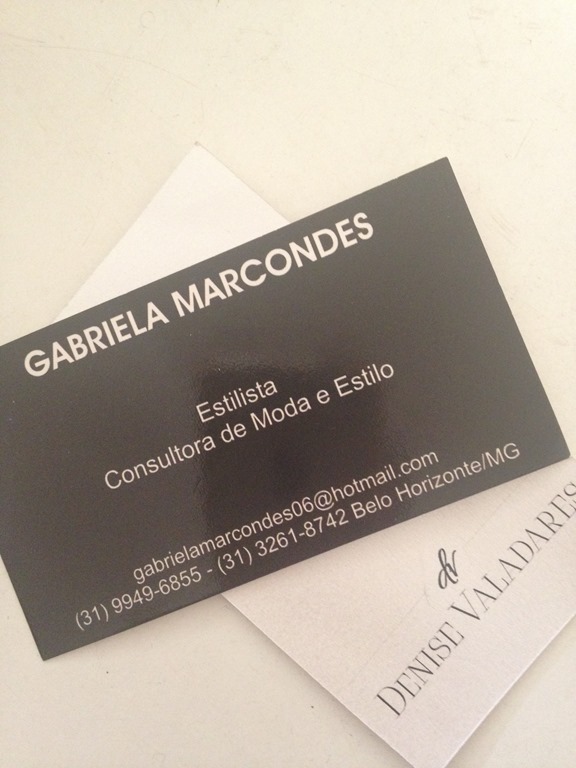 GABRIELA MARCONDES
Estilista
Consultora de Moda e Estilo
gabrielamarcondes06@hotmail.com
(31) 9949-6855 - (31) 3261-8742 Belo Horizonte/MG
dv
DENISE VALADARES